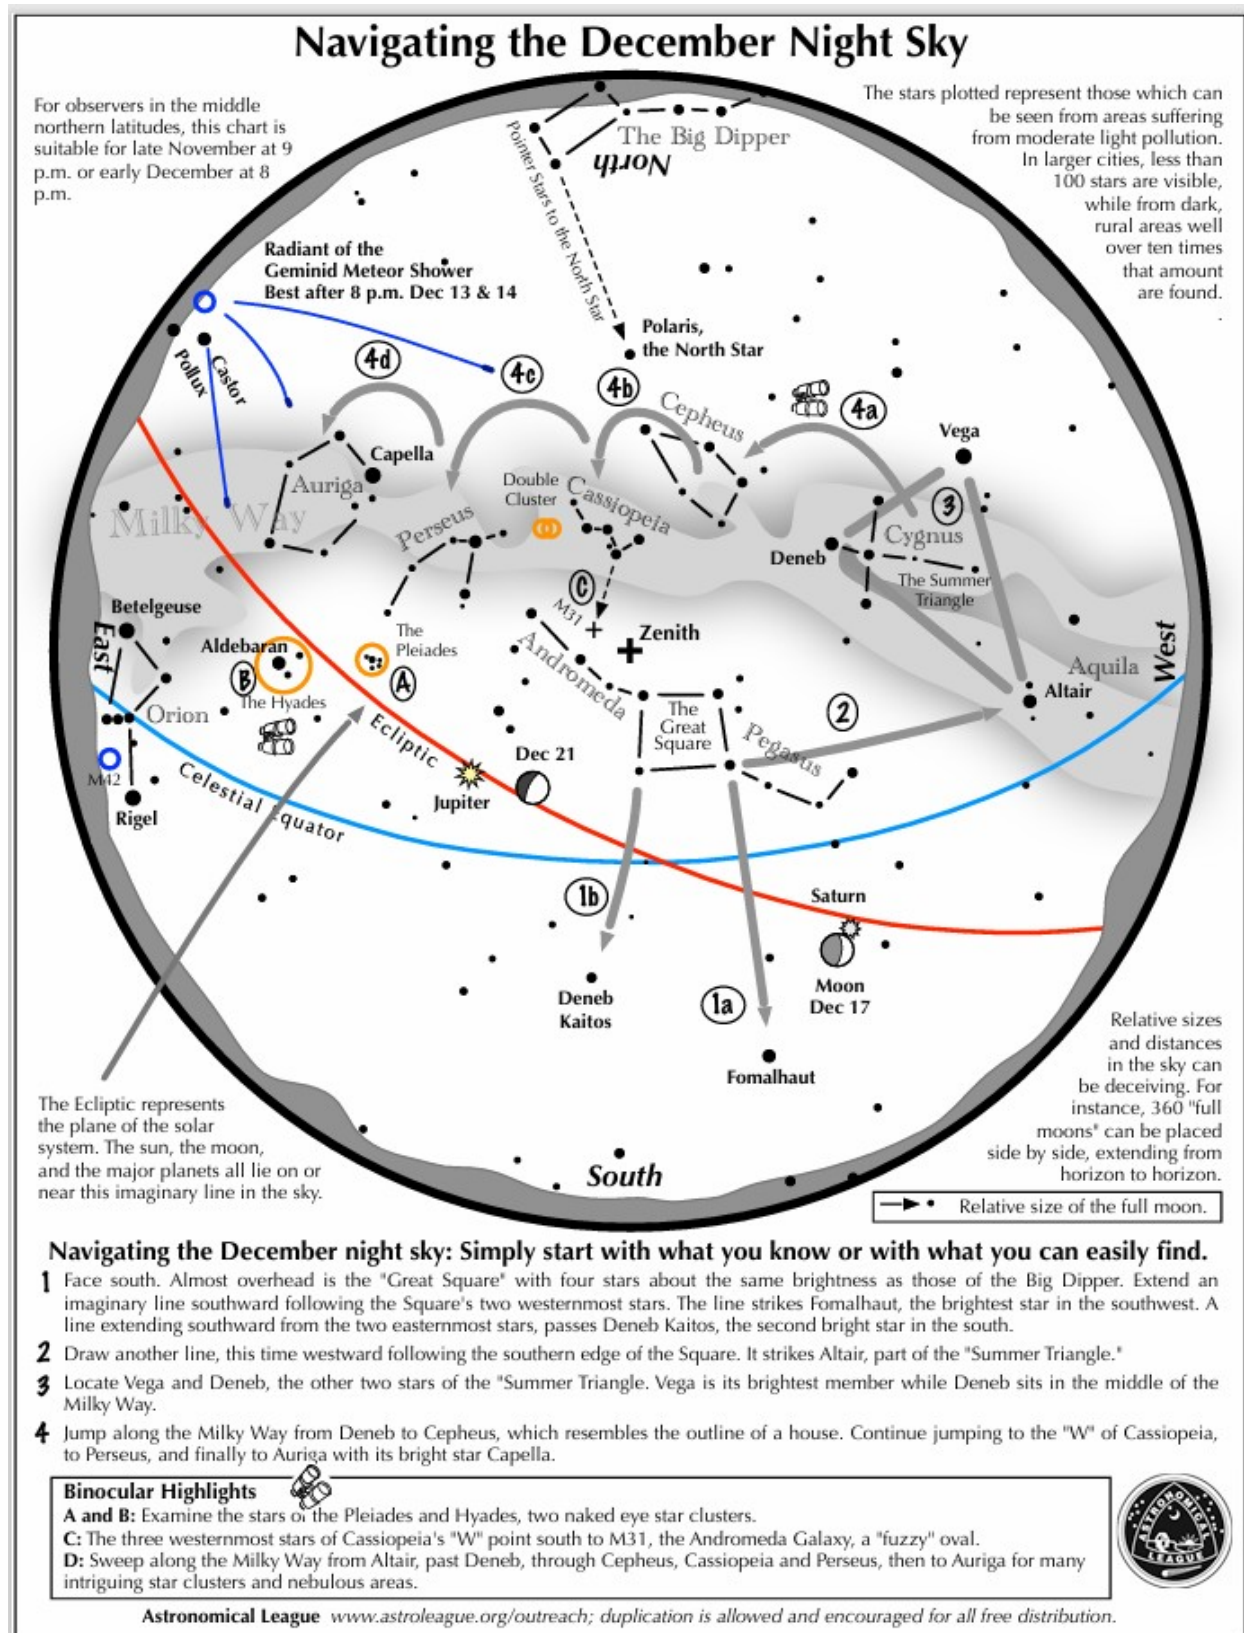 Navigating the December Night Sky
For observers in the middle
northern latitudes, this chart is
suitable for late November at 9
p.m. or early December at 8
p.m.
The stars plotted represent those which can
be seen from areas suffering
from moderate light pollution.
In larger cities, less than
100 stars are visible,
while from dark,
rural areas well
over ten times
that amount
are found.
.
The Big Dipper
North
Pointer Stars to the North Star
Radiant of the
Geminid Meteor Shower
Best after 8 p.m. Dec 13 & 14
Polaris,
the North Star
Pollux
Castor
4d
4c
4b
4a
Cepheus
Vega
Capella
Auriga
Double
Cluster
Cassiopeia
3
Milky Way
Perseus
Deneb
Cygnus
The Summer
Triangle
C
M31
Betelgeuse
East
Aldebaran
B
The Hyades
The
Pleiades
A
Zenith
Andromeda
West
Aquila
Altair
Orion
The
Great
Square
Pegasus
2
Ecliptic
Dec 21
M42
Rigel
Celestial Equator
Jupiter
1b
Saturn
Moon
Dec 17
Deneb
Kaitos
1a
Fomalhaut
The Ecliptic represents
the plane of the solar
system. The sun, the moon,
and the major planets all lie on or
near this imaginary line in the sky.
Relative sizes
and distances
in the sky can
be deceiving. For
instance, 360 "full
moons" can be placed
side by side, extending from
horizon to horizon.
South
Relative size of the full moon.
Navigating the December night sky: Simply start with what you know or with what you can easily find.
1 Face south. Almost overhead is the "Great Square" with four stars about the same brightness as those of the Big Dipper. Extend an
imaginary line southward following the Square's two westernmost stars. The line strikes Fomalhaut, the brightest star in the southwest. A
line extending southward from the two easternmost stars, passes Deneb Kaitos, the second bright star in the south.
2 Draw another line, this time westward following the southern edge of the Square. It strikes Altair, part of the "Summer Triangle."
3 Locate Vega and Deneb, the other two stars of the "Summer Triangle. Vega is its brightest member while Deneb sits in the middle of the
Milky Way.
4 Jump along the Milky Way from Deneb to Cepheus, which resembles the outline of a house. Continue jumping to the "W" of Cassiopeia,
to Perseus, and finally to Auriga with its bright star Capella.
Binocular Highlights
A and B: Examine the stars of the Pleiades and Hyades, two naked eye star clusters.
C: The three westernmost stars of Cassiopeia's "W" point south to M31, the Andromeda Galaxy, a "fuzzy" oval.
D: Sweep along the Milky Way from Altair, past Deneb, through Cepheus, Cassiopeia and Perseus, then to Auriga for many
intriguing star clusters and nebulous areas.
ASTRONOMICAL
LEAGUE
Astronomical League www.astroleague.org/outreach; duplication is allowed and encouraged for all free distribution.